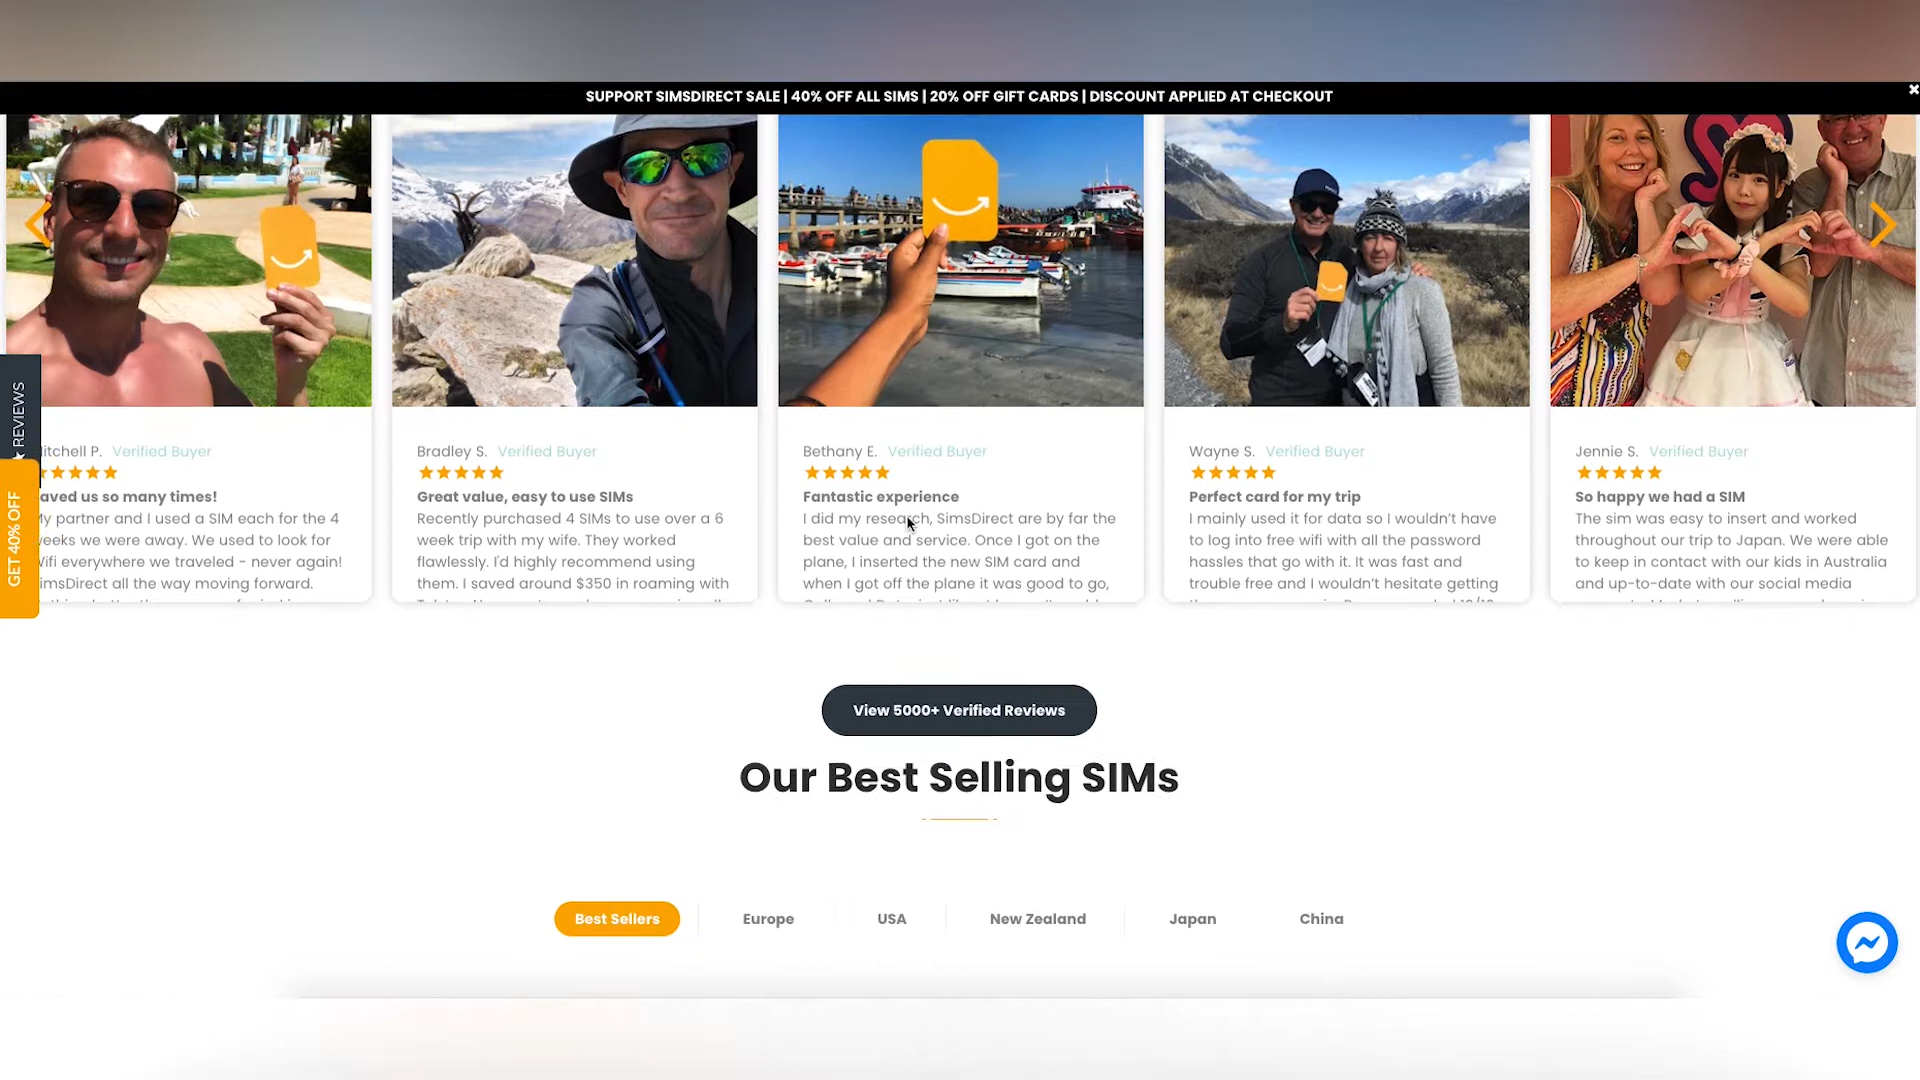 SUPPORT SIMSDIRECT SALE | 40% OFF ALL SIMS | 20% OFF GIFT CARDS | DISCOUNT APPLIED AT CHECKOUT
REVIEWS
GET 40% OFF
itchell P. Verified Buyer
aved us so many times!
My partner and I used a SIM each for the 4
eeks we were away. We used to look for
Wifi everywhere we traveled - never again!
imsDirect all the way moving forward.
Bradley S. Verified Buyer
Great value, easy to use SIMs
Recently purchased 4 SIMs to use over a 6
week trip with my wife. They worked
flawlessly. I'd highly recommend using
them. I saved around $350 in roaming with
Bethany E. Verified Buyer
Fantastic experience
I did my research, SimsDirect are by far the
best value and service. Once I got on the
plane, I inserted the new SIM card and
when I got off the plane it was good to go,
Wayne S. Verified Buyer
Perfect card for my trip
I mainly used it for data so I wouldn't have
to log into free wifi with all the password
hassles that go with it. It was fast and
trouble free and I wouldn't hesitate getting
Jennie S. Verified Buyer
So happy we had a SIM
The sim was easy to insert and worked
throughout our trip to Japan. We were able
to keep in contact with our kids in Australia
and up-to-date with our social media
View 5000+ Verified Reviews
Our Best Selling SIMs
Best Sellers
Europe
USA
New Zealand
Japan
China